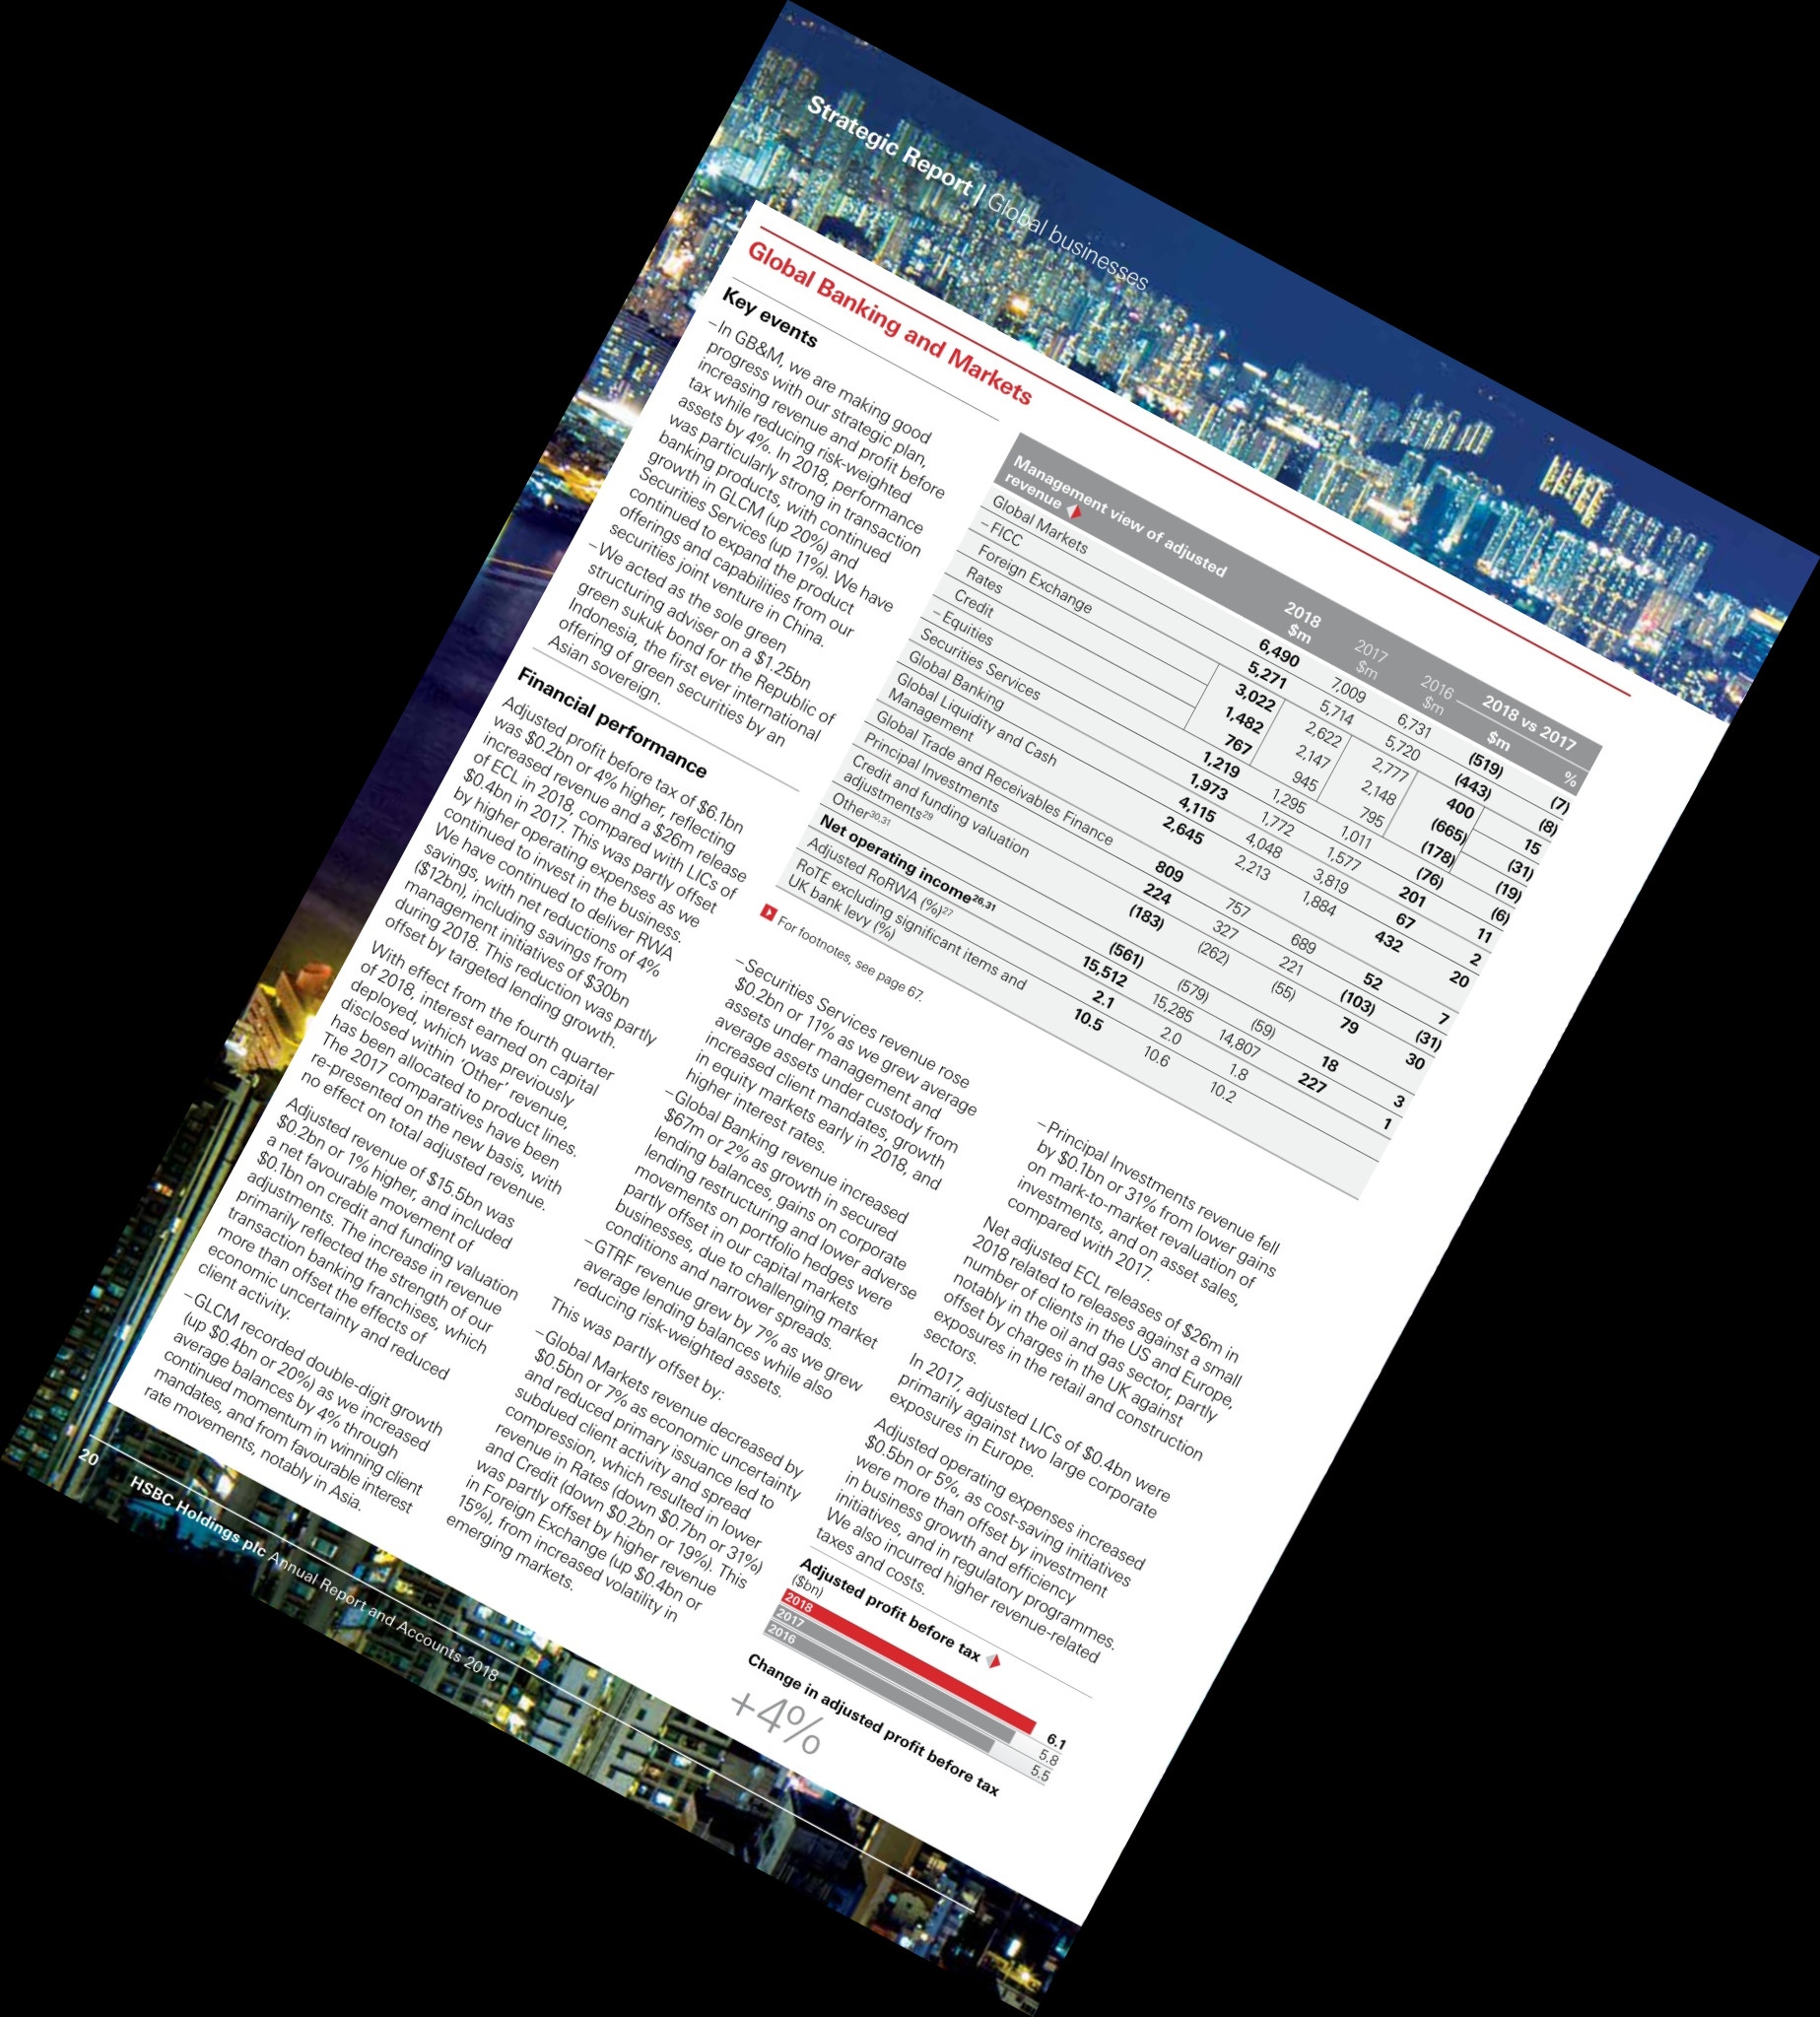 Strategic Report | Global businesses
Global Banking and Markets
Key events
– In GB&M, we are making good
progress with our strategic plan,
increasing revenue and profit before
tax while reducing risk-weighted
assets by 4%. In 2018, performance
was particularly strong in transaction
banking products, with continued
growth in GLCM (up 20%) and
Securities Services (up 11%). We have
continued to expand the product
offerings and capabilities from our
securities joint venture in China.
– We acted as the sole green
structuring adviser on a $1.25bn
green sukuk bond for the Republic of
Indonesia, the first ever international
offering of green securities by an
Asian sovereign.
Financial performance
Adjusted profit before tax of $6.1bn
was $0.2bn or 4% higher, reflecting
increased revenue and a $26m release
of ECL in 2018, compared with LICs of
$0.4bn in 2017. This was partly offset
by higher operating expenses as we
continued to invest in the business.
We have continued to deliver RWA
savings, with net reductions of 4%
($12bn), including savings from
management initiatives of $30bn
during 2018. This reduction was partly
offset by targeted lending growth.
With effect from the fourth quarter
of 2018, interest earned on capital
deployed, which was previously
disclosed within 'Other' revenue,
has been allocated to product lines.
The 2017 comparatives have been
re-presented on the new basis, with
no effect on total adjusted revenue.
Adjusted revenue of $15.5bn was
$0.2bn or 1% higher, and included
a net favourable movement of
$0.1bn on credit and funding valuation
adjustments. The increase in revenue
primarily reflected the strength of our
transaction banking franchises, which
more than offset the effects of
economic uncertainty and reduced
client activity.
– GLCM recorded double-digit growth
(up $0.4bn or 20%) as we increased
average balances by 4% through
continued momentum in winning client
mandates, and from favourable interest
rate movements, notably in Asia.
Management view of adjusted
revenue
2018 $m 2017 $m 2016 $m 2018 vs 2017 $m %
Global Markets 6,490 7,009 6,731 (519) (7)
– FICC 5,271 5,714 5,720 (443) (8)
Foreign Exchange 3,022 2,622 2,777 400 15
Rates 1,482 2,147 2,148 (665) (31)
Credit 767 945 795 (178) (19)
– Equities 1,219 1,295 1,011 (76) (6)
Securities Services 1,973 1,772 1,577 201 11
Global Banking 4,115 4,048 3,819 67 2
Global Liquidity and Cash
Management 2,645 2,213 1,884 432 20
Global Trade and Receivables Finance 809 757 689 52 7
Principal Investments 224 327 221 (103) (31)
Credit and funding valuation
adjustments29 (183) (262) (55) 79 30
Other30,31 (561) (579) (59) 18 3
Net operating income26,31 15,512 15,285 14,807 227 1
Adjusted RoRWA (%)27 2.1 2.0 1.8
RoTE excluding significant items and
UK bank levy (%) 10.5 10.6 10.2
For footnotes, see page 67.
– Securities Services revenue rose
$0.2bn or 11% as we grew average
assets under management and
average assets under custody from
increased client mandates, growth
in equity markets early in 2018, and
higher interest rates.
– Global Banking revenue increased
$67m or 2% as growth in secured
lending balances, gains on corporate
lending restructuring and lower adverse
movements on portfolio hedges were
partly offset in our capital markets
businesses, due to challenging market
conditions and narrower spreads.
– GTRF revenue grew by 7% as we grew
average lending balances while also
reducing risk-weighted assets.
This was partly offset by:
– Global Markets revenue decreased by
$0.5bn or 7% as economic uncertainty
and reduced primary issuance led to
subdued client activity and spread
compression, which resulted in lower
revenue in Rates (down $0.7bn or 31%)
and Credit (down $0.2bn or 19%). This
was partly offset by higher revenue
in Foreign Exchange (up $0.4bn or
15%), from increased volatility in
emerging markets.
– Principal Investments revenue fell
by $0.1bn or 31% from lower gains
on mark-to-market revaluation of
investments, and on asset sales,
compared with 2017.
Net adjusted ECL releases of $26m in
2018 related to releases against a small
number of clients in the US and Europe,
notably in the oil and gas sector, partly
offset by charges in the UK against
exposures in the retail and construction
sectors.
In 2017, adjusted LICs of $0.4bn were
primarily against two large corporate
exposures in Europe.
Adjusted operating expenses increased
$0.5bn or 5%, as cost-saving initiatives
were more than offset by investment
in business growth and efficiency
initiatives, and in regulatory programmes.
We also incurred higher revenue-related
taxes and costs.
Adjusted profit before tax
($bn)
2018 6.1
2017 5.8
2016 5.5
Change in adjusted profit before tax
+4%
20 HSBC Holdings plc Annual Report and Accounts 2018